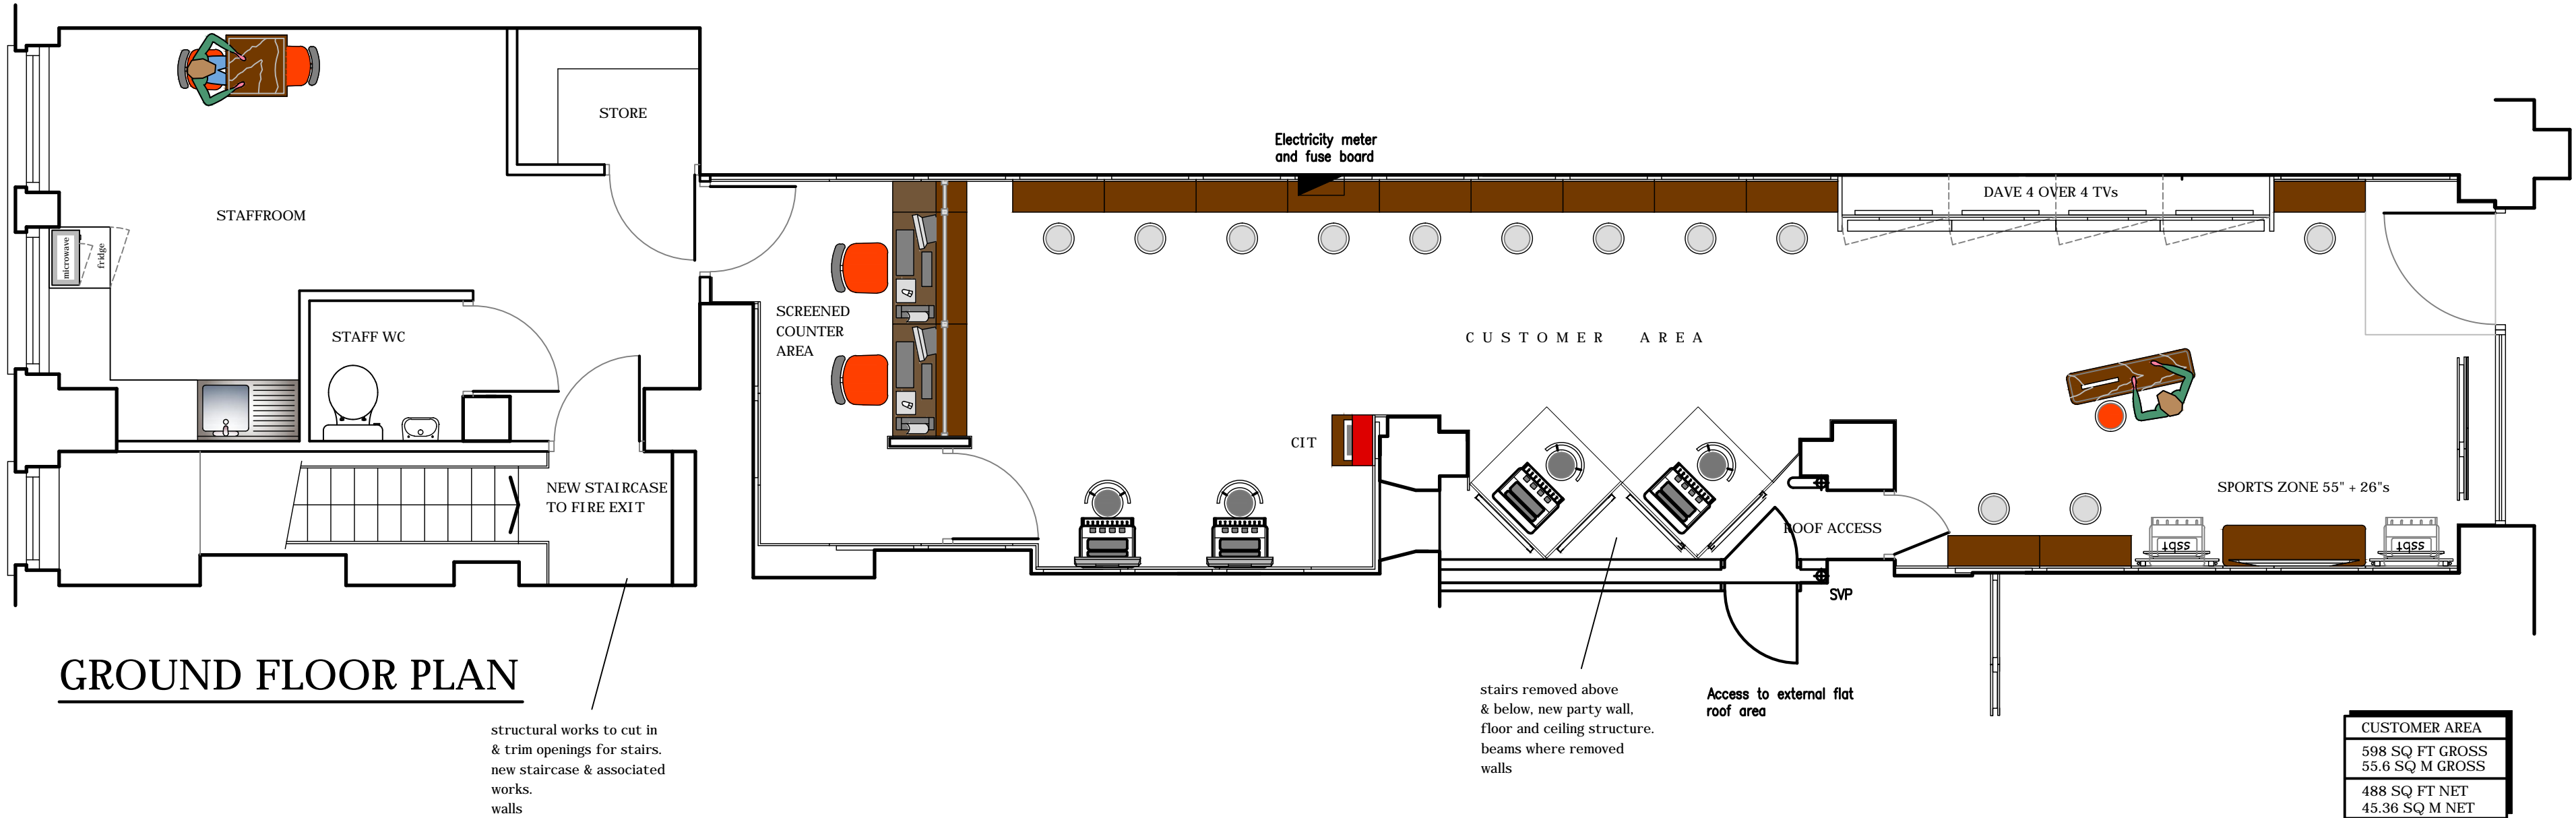 STORE
Electricity meter
and fuse board
DAVE 4 OVER 4 TVs
STAFFROOM
microwave
fridge
SCREENED
COUNTER
AREA
STAFF WC
CUSTOMER AREA
CIT
NEW STAIRCASE
TO FIRE EXIT
SPORTS ZONE 55" + 26"s
ROOF ACCESS
ssbt
ssbt
SVP
GROUND FLOOR PLAN
structural works to cut in
& trim openings for stairs.
new staircase & associated
works.
walls
stairs removed above
& below, new party wall,
floor and ceiling structure.
beams where removed
walls
Access to external flat
roof area
CUSTOMER AREA
598 SQ FT GROSS
55.6 SQ M GROSS
488 SQ FT NET
45.36 SQ M NET